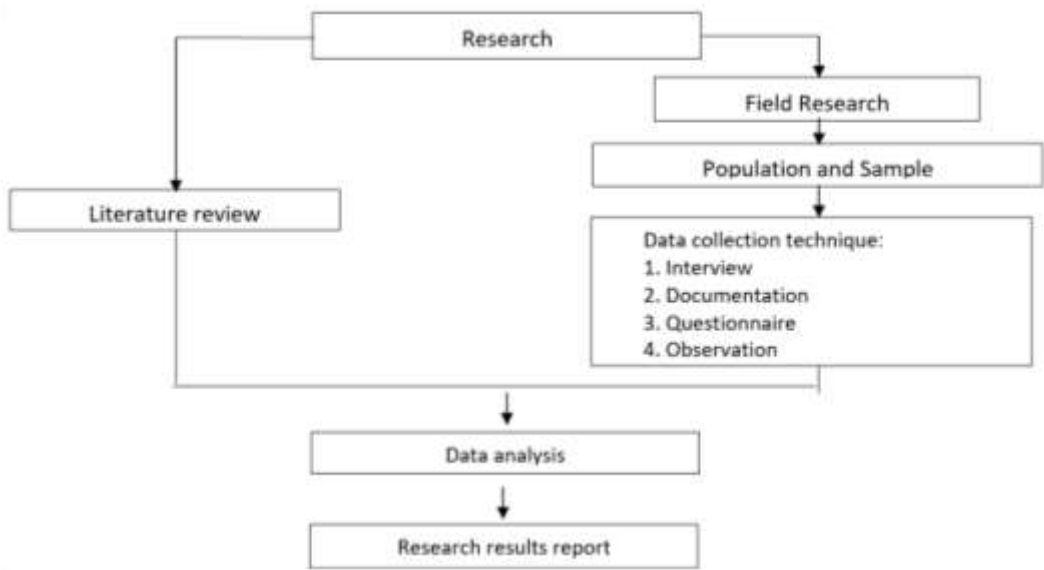 Research
Field Research
Population and Sample
Literature review
Data collection technique:
1. Interview
2. Documentation
3. Questionnaire
4. Observation
Data analysis
Research results report